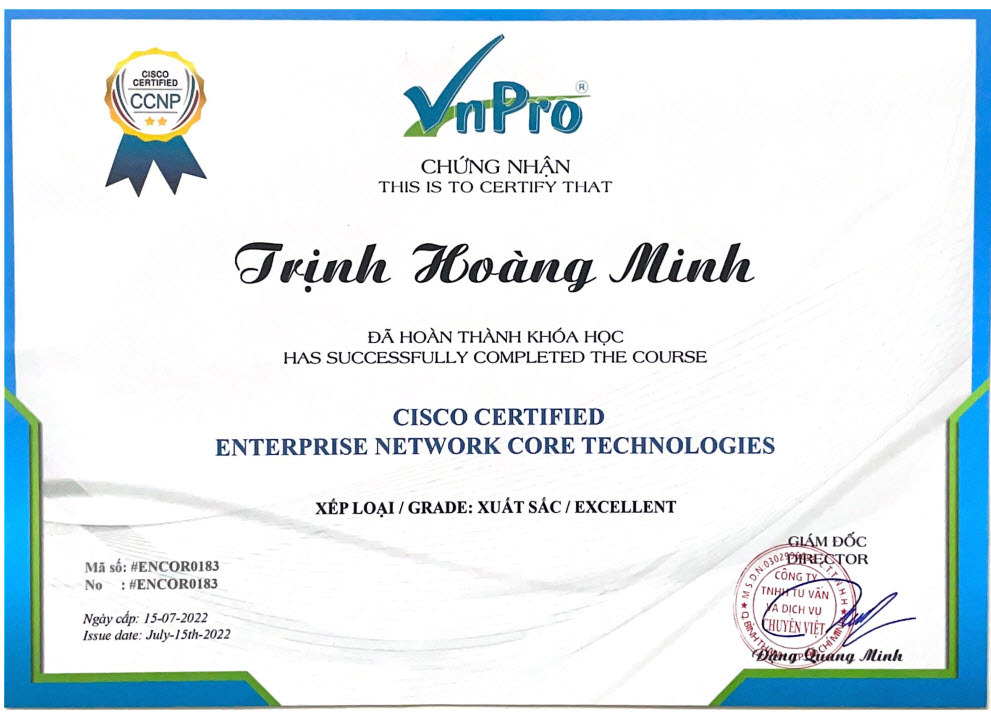 CISCO
CERTIFIED
CCNP
VnPro®
CHỨNG NHẬN
THIS IS TO CERTIFY THAT
Trịnh Hoàng Minh
ĐÃ HOÀN THÀNH KHÓA HỌC
HAS SUCCESSFULLY COMPLETED THE COURSE
CISCO CERTIFIED
ENTERPRISE NETWORK CORE TECHNOLOGIES
XẾP LOẠI / GRADE: XUẤT SẮC / EXCELLENT
Mã số: #ENCOR0183
No : #ENCOR0183
Ngày cấp: 15-07-2022
Issue date: July-15th-2022
GIÁM ĐỐC
DIRECTOR
M.S.D.N:
CÔNG TY
TNHH TƯ VẤN
VÀ DỊCH VỤ
CHUYÊN VIỆT
Đặng Quang Minh